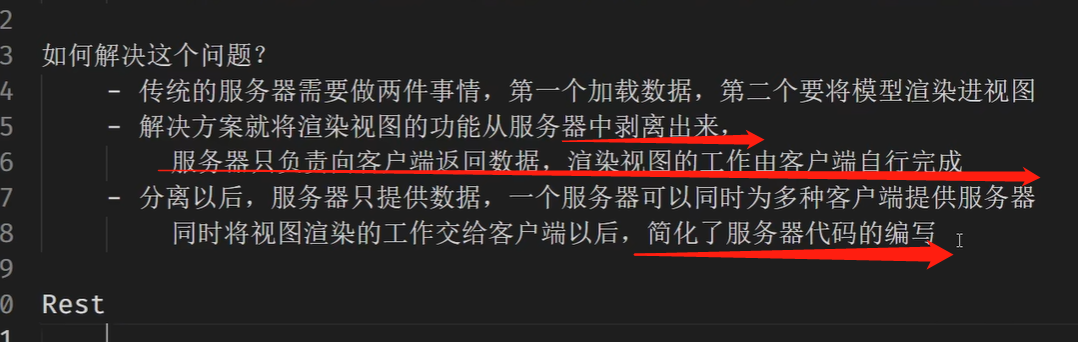 2
3 如何解决这个问题？
4 - 传统的服务器需要做两件事情，第一个加载数据，第二个要将模型渲染进视图
5 - 解决方案就将渲染视图的功能从服务器中剥离出来，
6 服务器只负责向客户端返回数据，渲染视图的工作由客户端自行完成
7 - 分离以后，服务器只提供数据，一个服务器可以同时为多种客户端提供服务器
8 同时将视图渲染的工作交给客户端以后，简化了服务器代码的编写
9
0 Rest
1